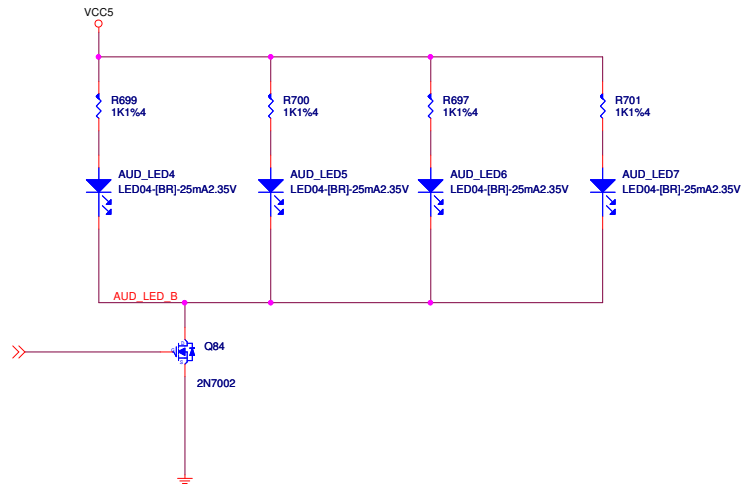 VCC5
R699
1K1%4
R700
1K1%4
R697
1K1%4
R701
1K1%4
AUD_LED4
LED04-[BR]-25mA2.35V
AUD_LED5
LED04-[BR]-25mA2.35V
AUD_LED6
LED04-[BR]-25mA2.35V
AUD_LED7
LED04-[BR]-25mA2.35V
AUD_LED_B
Q84
2N7002